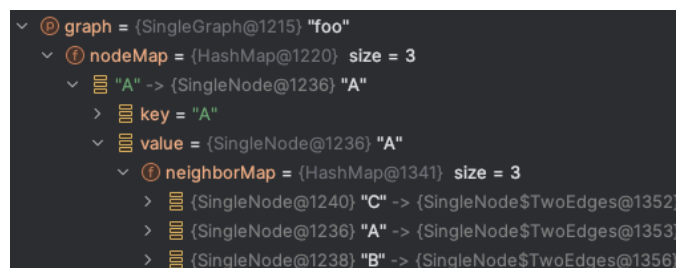 p graph = {SingleGraph@1215} "foo"
f nodeMap = {HashMap@1220} size = 3
"A" -> {SingleNode@1236} "A"
key = "A"
value = {SingleNode@1236} "A"
f neighborMap = {HashMap@1341} size = 3
{SingleNode@1240} "C" -> {SingleNode$TwoEdges@1352}
{SingleNode@1236} "A" -> {SingleNode$TwoEdges@1353}
{SingleNode@1238} "B" -> {SingleNode$TwoEdges@1356}